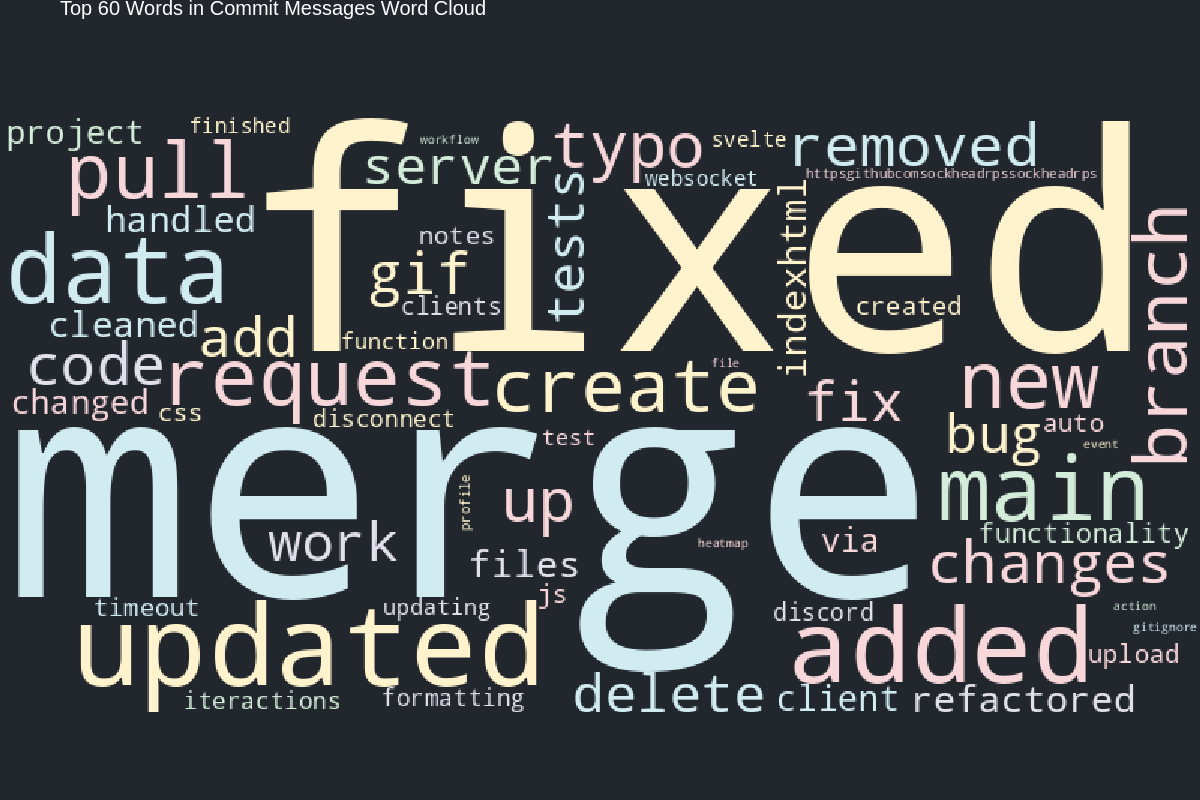 Top 60 Words in Commit Messages Word Cloud
project
finished
fixed
workflow
server
typo
svelte
removed
pull
websocket
httpsgithubcomsockheadrpssockheadrps
handled
tests
indexhtml
branch
data
notes
gif
clients
created
cleaned
add
function
code
request
create
file
fix
new
changed
css
disconnect
auto
merge
test
bug
event
main
profile
up
work
heatmap
via
functionality
files
changes
js
timeout
updating
discord
action
updated
added
gitignore
upload
iteractions
formatting
delete
client
refactored